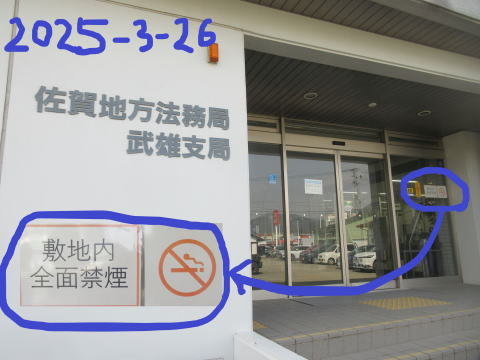 2025-3-26
佐賀地方法務局
武雄支局
敷地内
全面禁煙